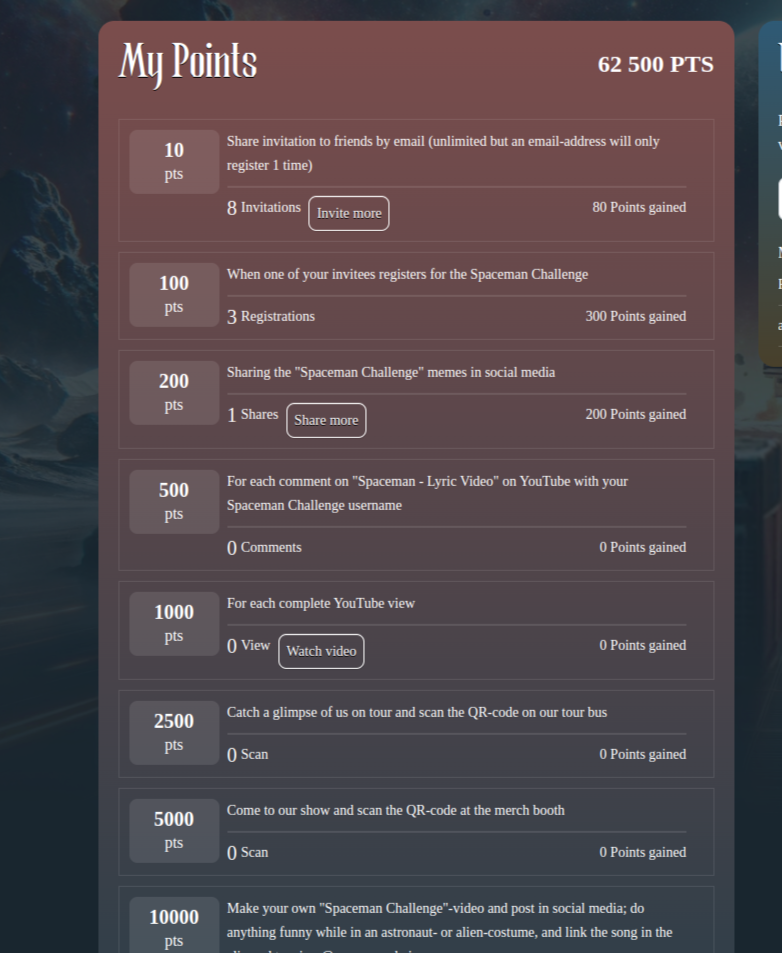 My Points
62 500 PTS
10
pts
Share invitation to friends by email (unlimited but an email-address will only
register 1 time)
8 Invitations Invite more 80 Points gained
100
pts
When one of your invitees registers for the Spaceman Challenge
3 Registrations 300 Points gained
200
pts
Sharing the "Spaceman Challenge" memes in social media
1 Shares Share more 200 Points gained
500
pts
For each comment on "Spaceman - Lyric Video" on YouTube with your
Spaceman Challenge username
0 Comments 0 Points gained
1000
pts
For each complete YouTube view
0 View Watch video 0 Points gained
2500
pts
Catch a glimpse of us on tour and scan the QR-code on our tour bus
0 Scan 0 Points gained
5000
pts
Come to our show and scan the QR-code at the merch booth
0 Scan 0 Points gained
10000
pts
Make your own "Spaceman Challenge"-video and post in social media; do
anything funny while in an astronaut- or alien-costume, and link the song in the